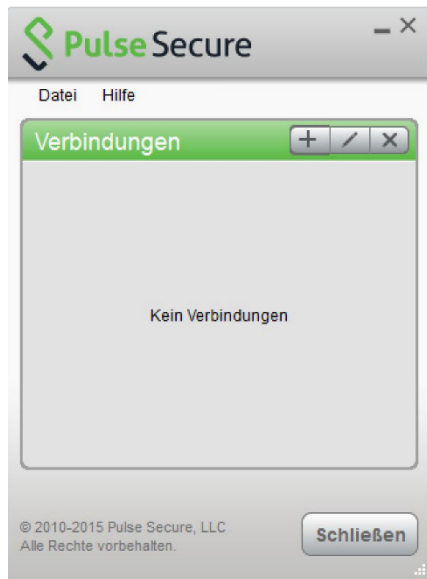 Pulse Secure
Datei Hilfe
Verbindungen
Kein Verbindungen
© 2010-2015 Pulse Secure, LLC
Alle Rechte vorbehalten.
Schließen